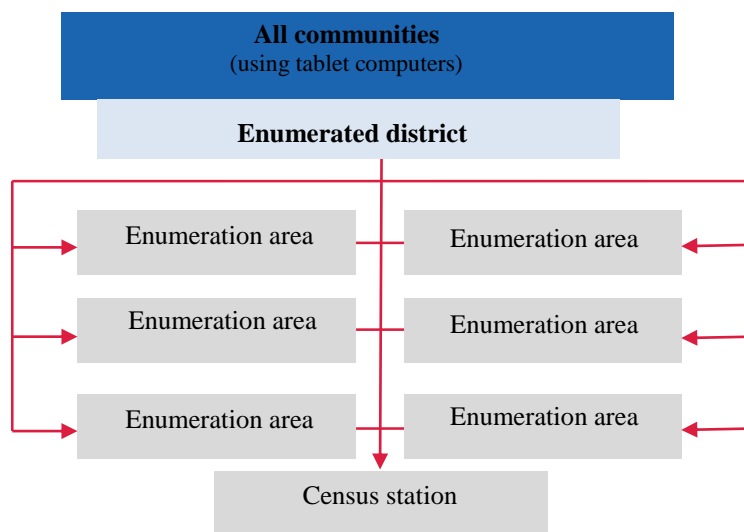 All communities
(using tablet computers)
Enumerated district
Enumeration area
Enumeration area
Enumeration area
Enumeration area
Enumeration area
Enumeration area
Census station